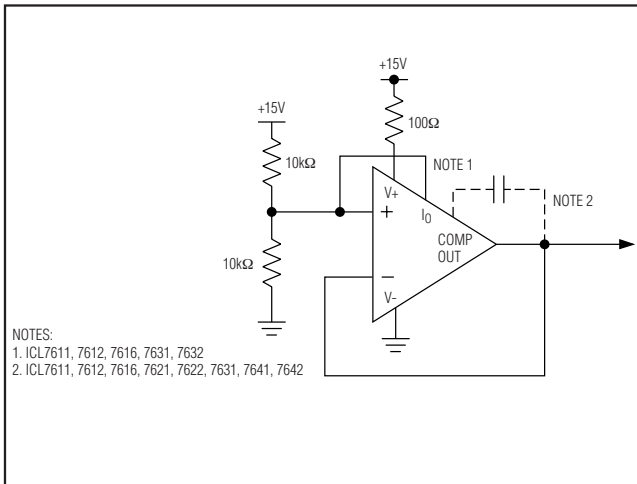 +15V
+15V
100Ω
10kΩ
NOTE 1
V+
I0
NOTE 2
+
COMP
OUT
10kΩ
−
V-
NOTES:
1. ICL7611, 7612, 7616, 7631, 7632
2. ICL7611, 7612, 7616, 7621, 7622, 7631, 7641, 7642